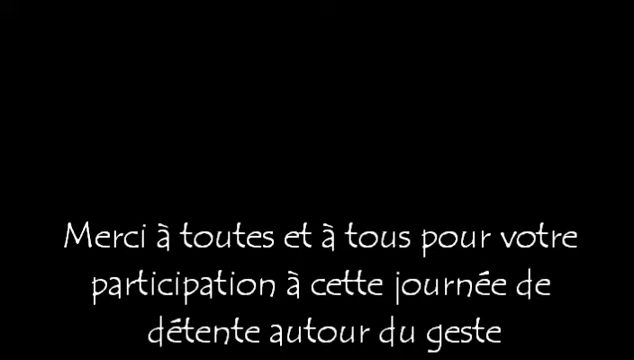 Merci à toutes et à tous pour votre
participation à cette journée de
détente autour du geste